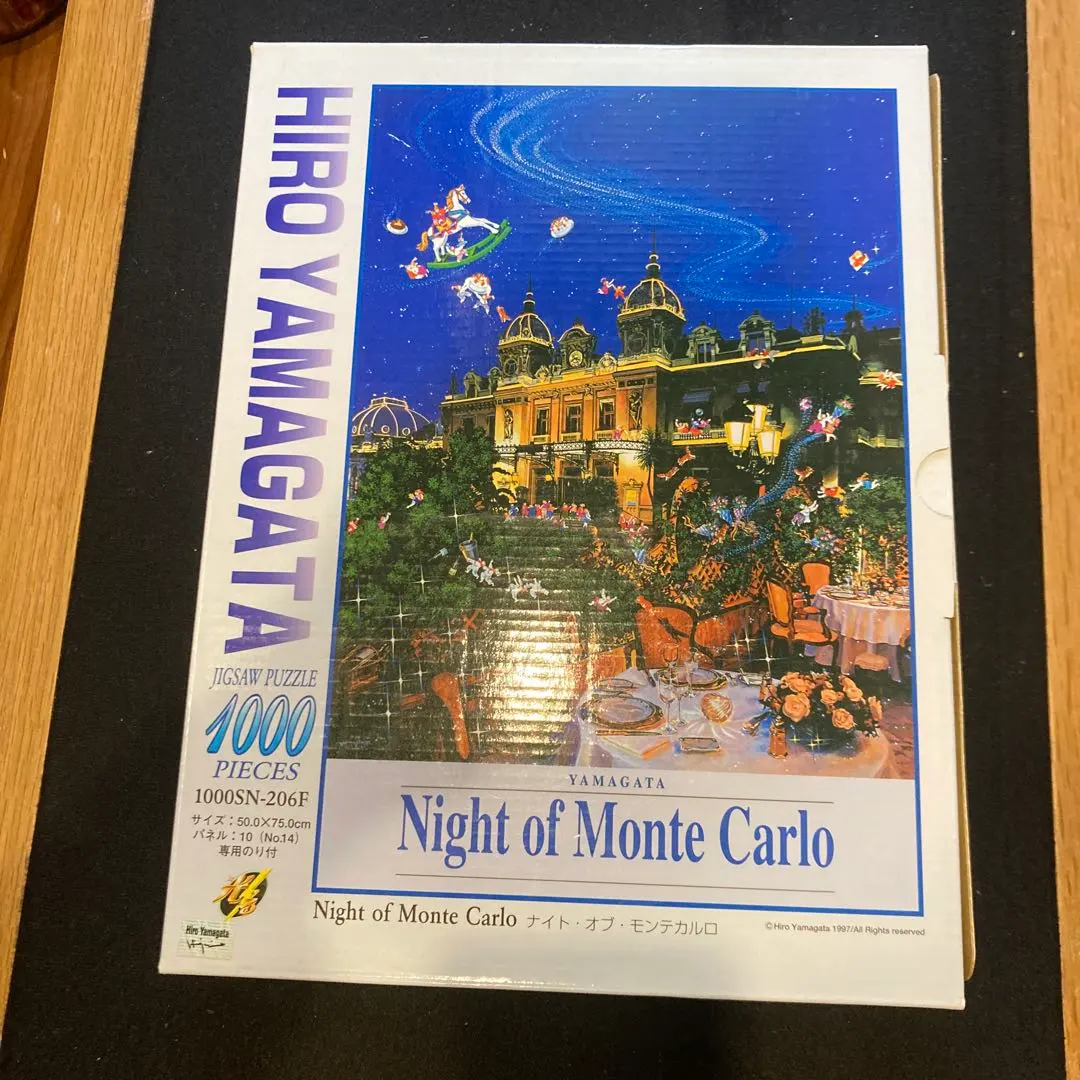 HIRO YAMAGATA
JIGSAW PUZZLE
1000
PIECES
1000SN-206F
サイズ：50.0×75.0cm
パネル：10（No.14）
専用のり付
Hiro Yamagata
YAMAGATA
Night of Monte Carlo
Night of Monte Carlo ナイト・オブ・モンテカルロ
©Hiro Yamagata 1997/All Rights reserved